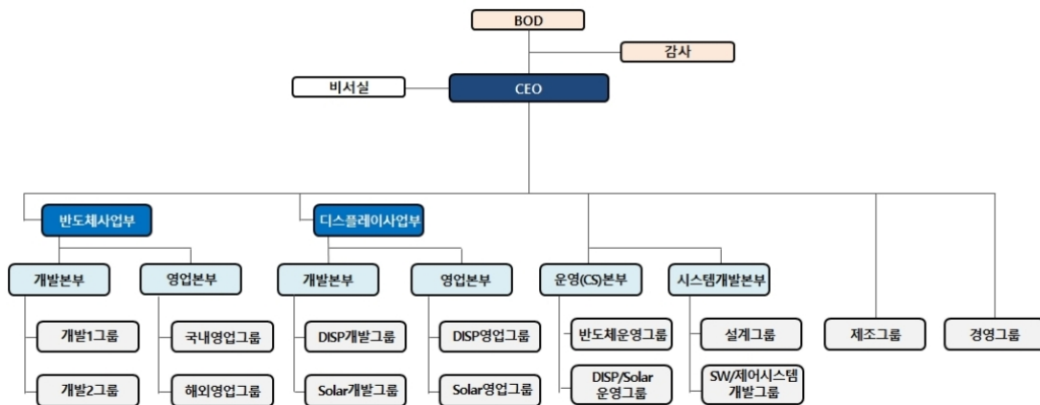 BOD
감사
비서실
CEO
반도체사업부
디스플레이사업부
개발본부
영업본부
개발본부
영업본부
운영(CS)본부
시스템개발본부
개발1그룹
국내영업그룹
DISP개발그룹
DISP영업그룹
반도체운영그룹
설계그룹
제조그룹
경영그룹
개발2그룹
해외영업그룹
Solar개발그룹
Solar영업그룹
DISP/Solar
운영그룹
SW/제어시스템
개발그룹